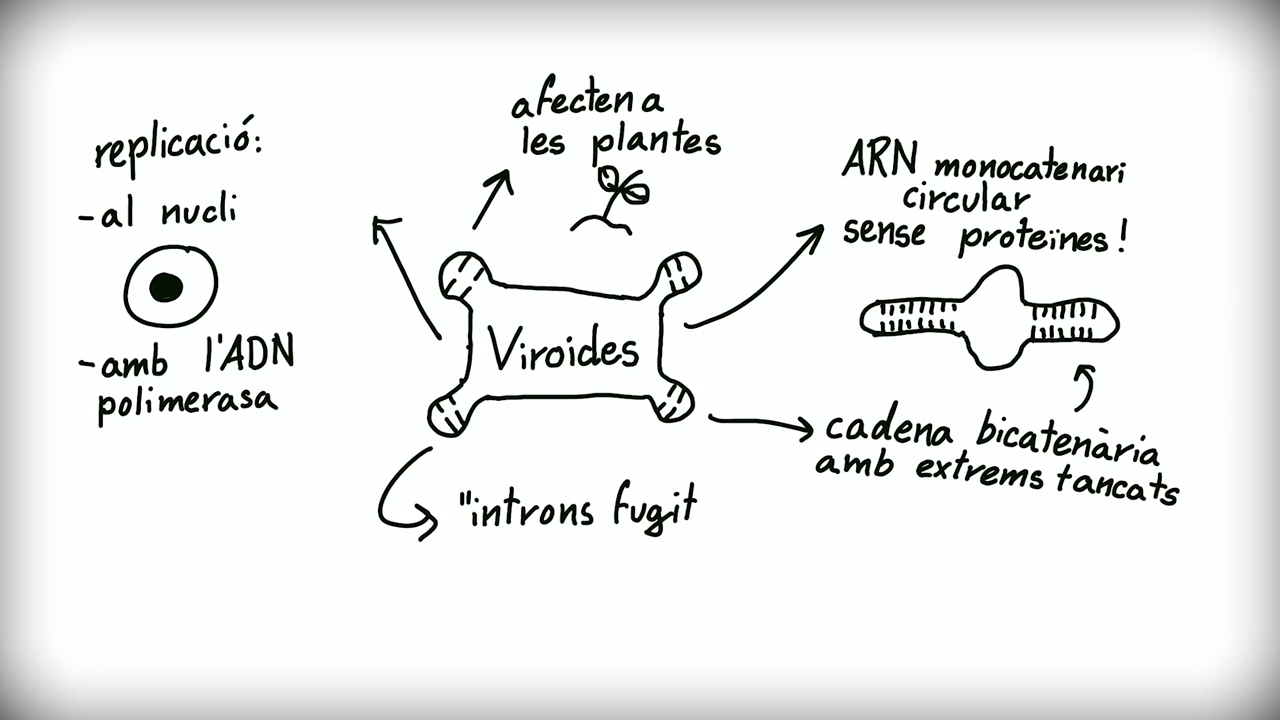 replicació:
-al nucli
-amb l'ADN
polimerasa
afecten a
les plantes
ARN monocatenari
circular
sense proteïnes!
Viroides
cadena bicatenària
amb extrems tancats
"introns fugit